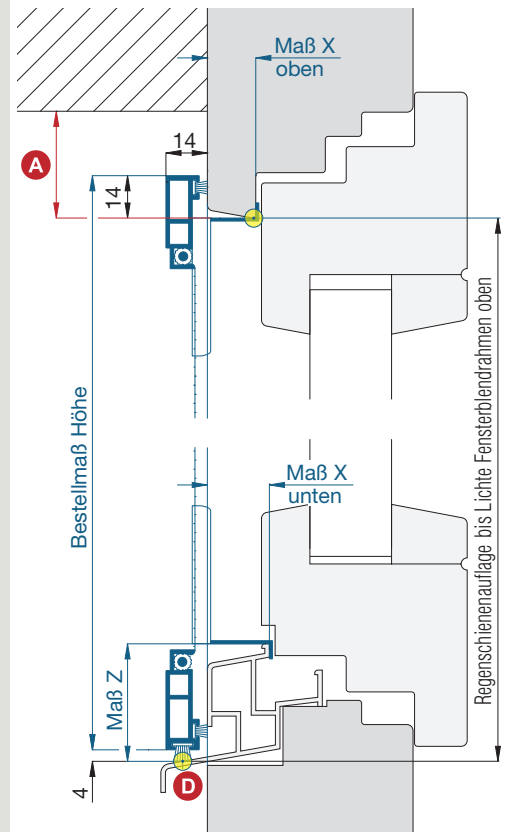 Maß X
oben
14
A
14
Bestellmaß Höhe
Maß X
unten
Regenschienenauflage bis Lichte Fensterblendrahmen oben
Maß Z
D
4